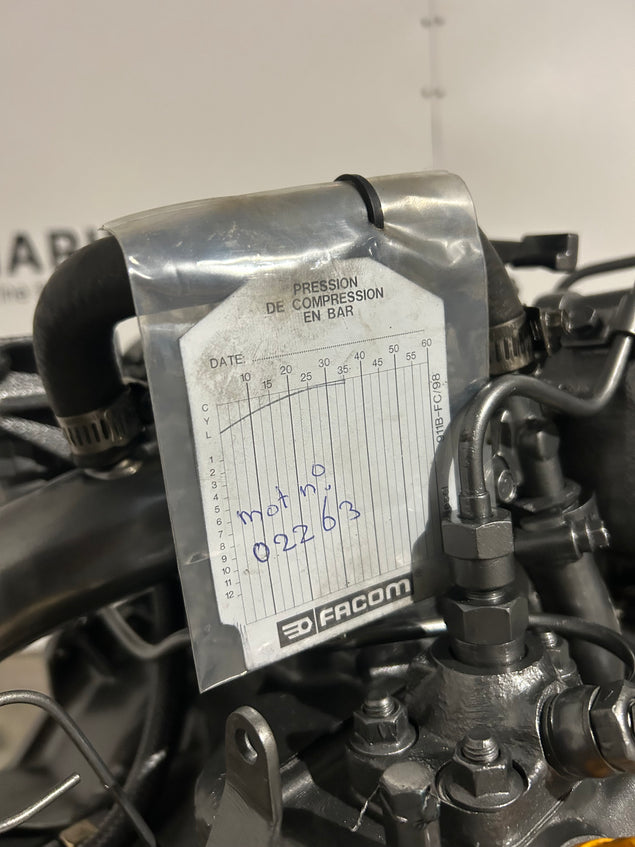 PRESSION
DE COMPRESSION
EN BAR
DATE
10 15 20 25 30 35 40 45 50 55 60
C
Y
L
1
2
3
4
5
6
7
8
9
10
11
12
mot no
02263
911B-FC/98
FACOM